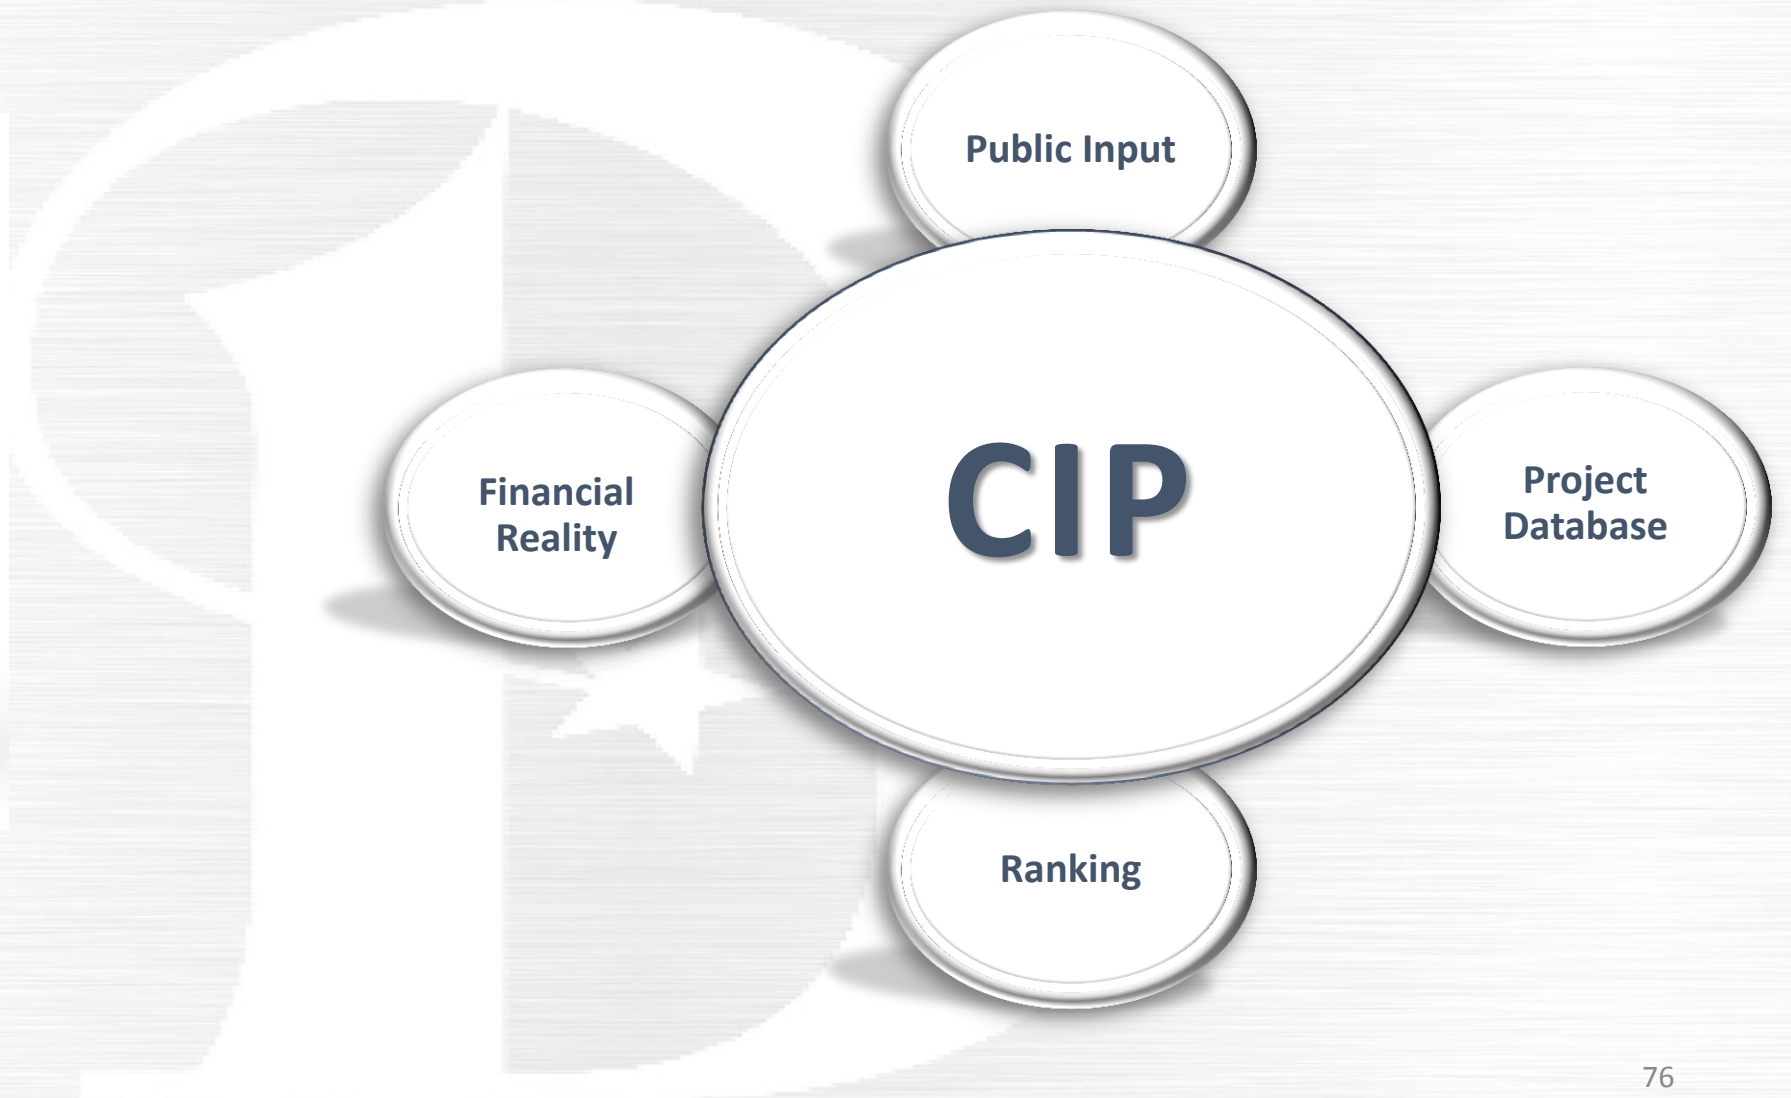 Public Input
Financial
Reality
CIP
Project
Database
Ranking
76